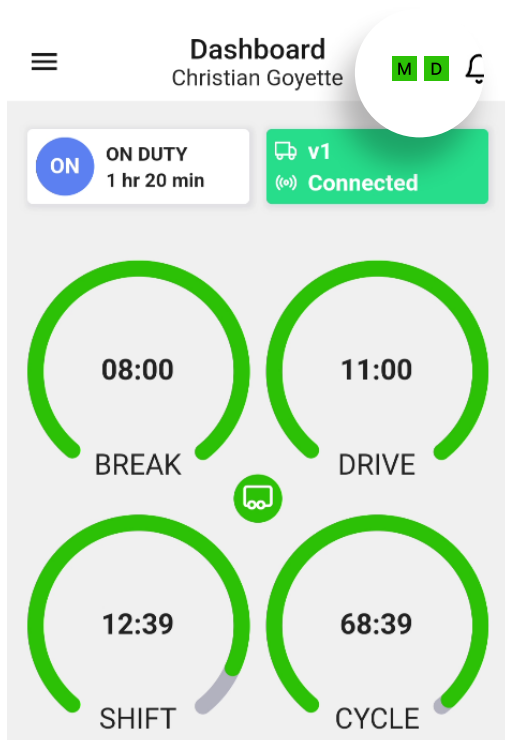 Dashboard
Christian Goyette
M D
ON
ON DUTY
1 hr 20 min
v1
Connected
08:00
BREAK
11:00
DRIVE
12:39
SHIFT
68:39
CYCLE